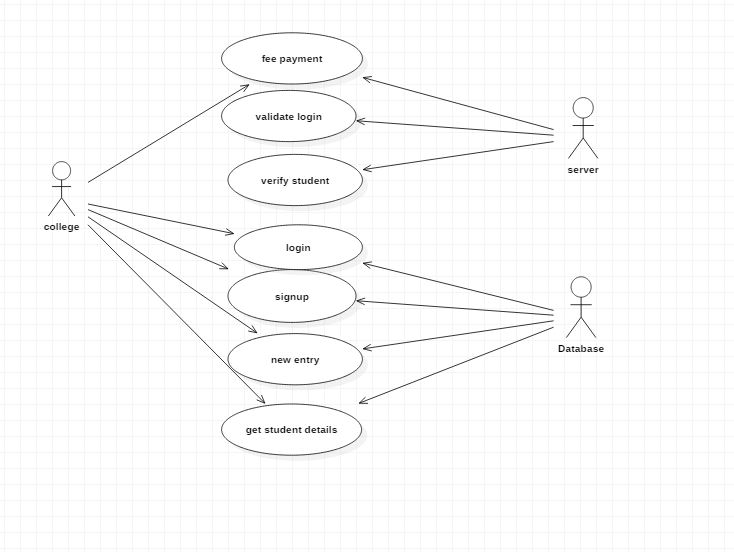 fee payment
validate login
verify student
server
college
login
signup
Database
new entry
get student details